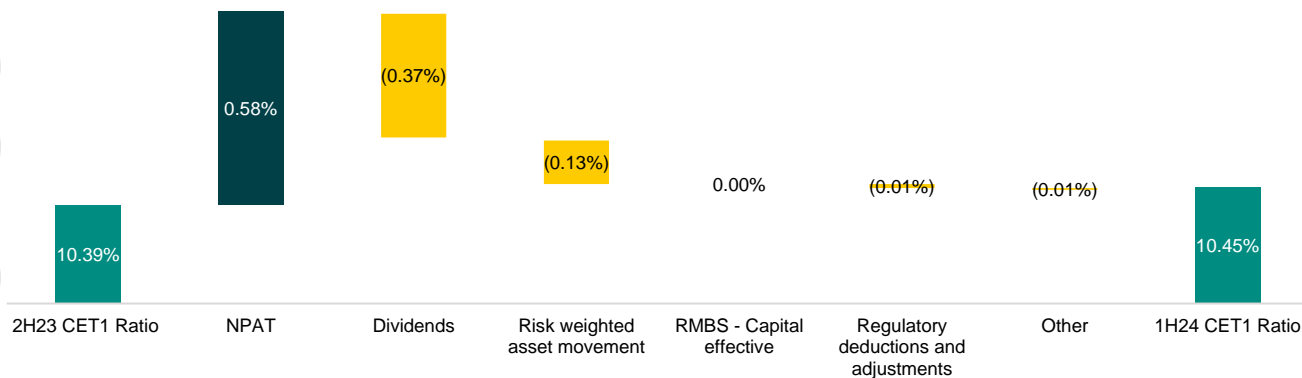 (0.37%)
0.58%
(0.13%)
0.00%
(0.01%)
(0.01%)
10.39%
10.45%
2H23 CET1 Ratio
NPAT
Dividends
Risk weighted
asset movement
RMBS - Capital
effective
Regulatory
deductions and
adjustments
Other
1H24 CET1 Ratio